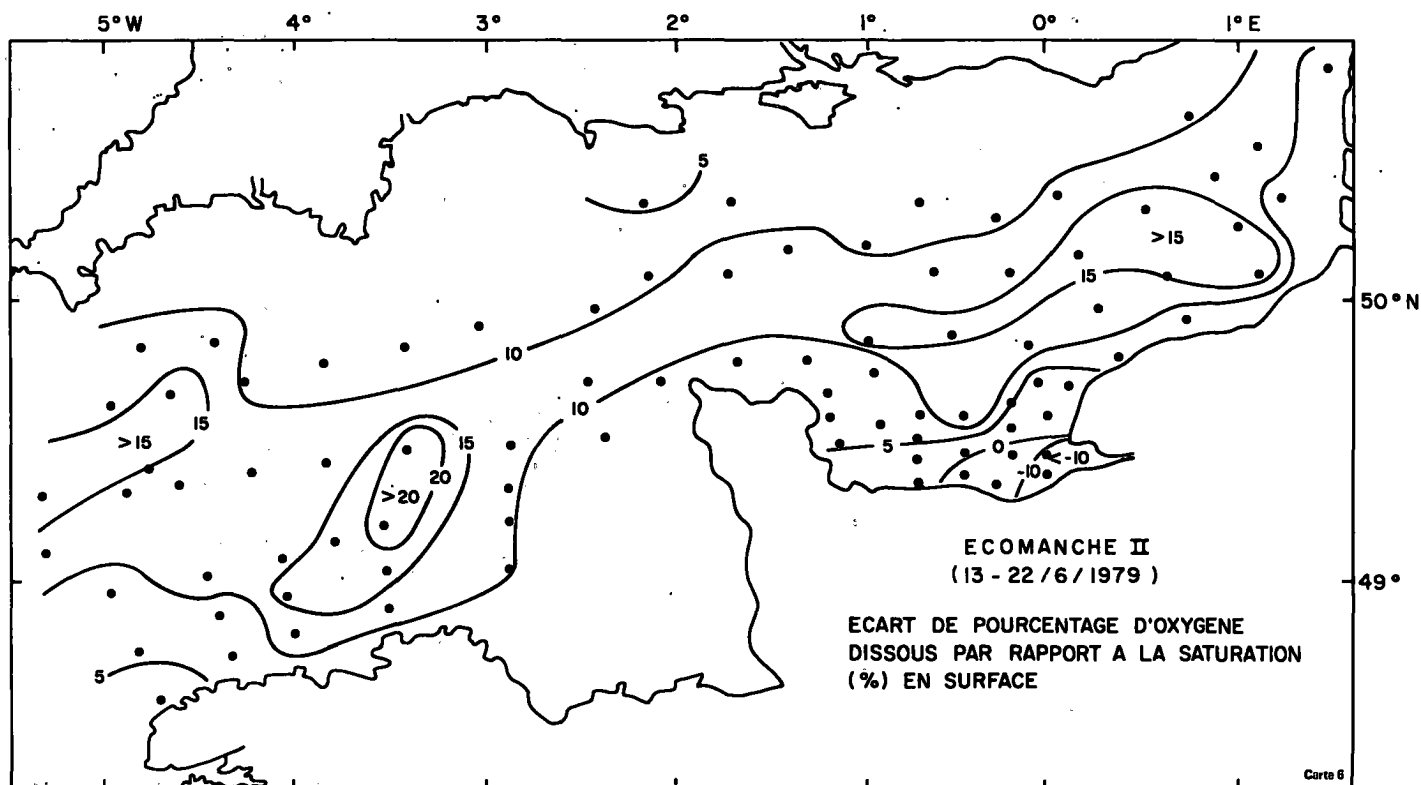 5°W 4° 3° 2° 1° 0° 1°E
5
>15
15
50°N
10
15
>15
10
15
20
>20
5
0
-10
<-10
ECOMANCHE II
(13-22/6/1979)
49°
ECART DE POURCENTAGE D'OXYGENE
DISSOUS PAR RAPPORT A LA SATURATION
(%) EN SURFACE
5
Carte 6